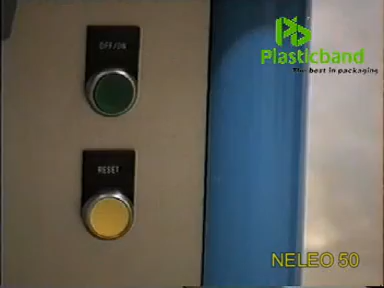 OFF/ON
Plasticband
The best in packaging
RESET
NELEO 50